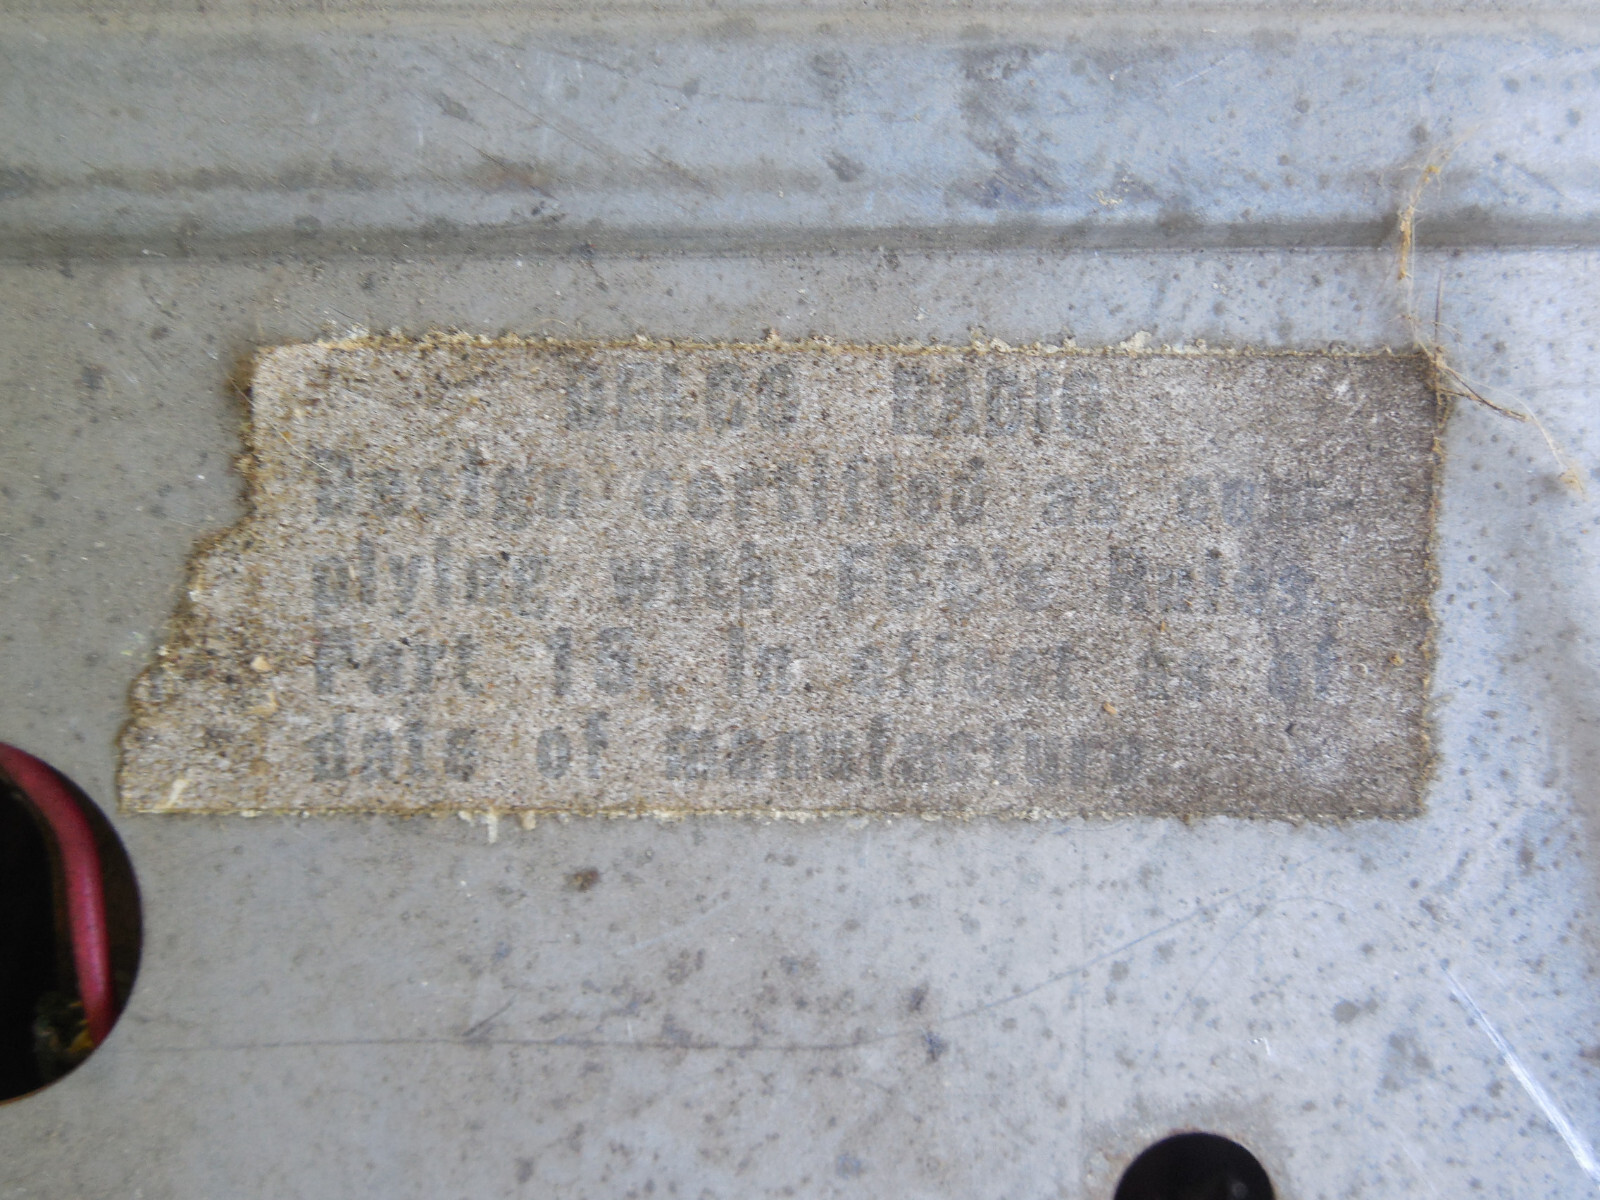 DELCO RADIO
Design certified as com-
plying with FCC's Rules,
Part 15, in effect as of
date of manufacture